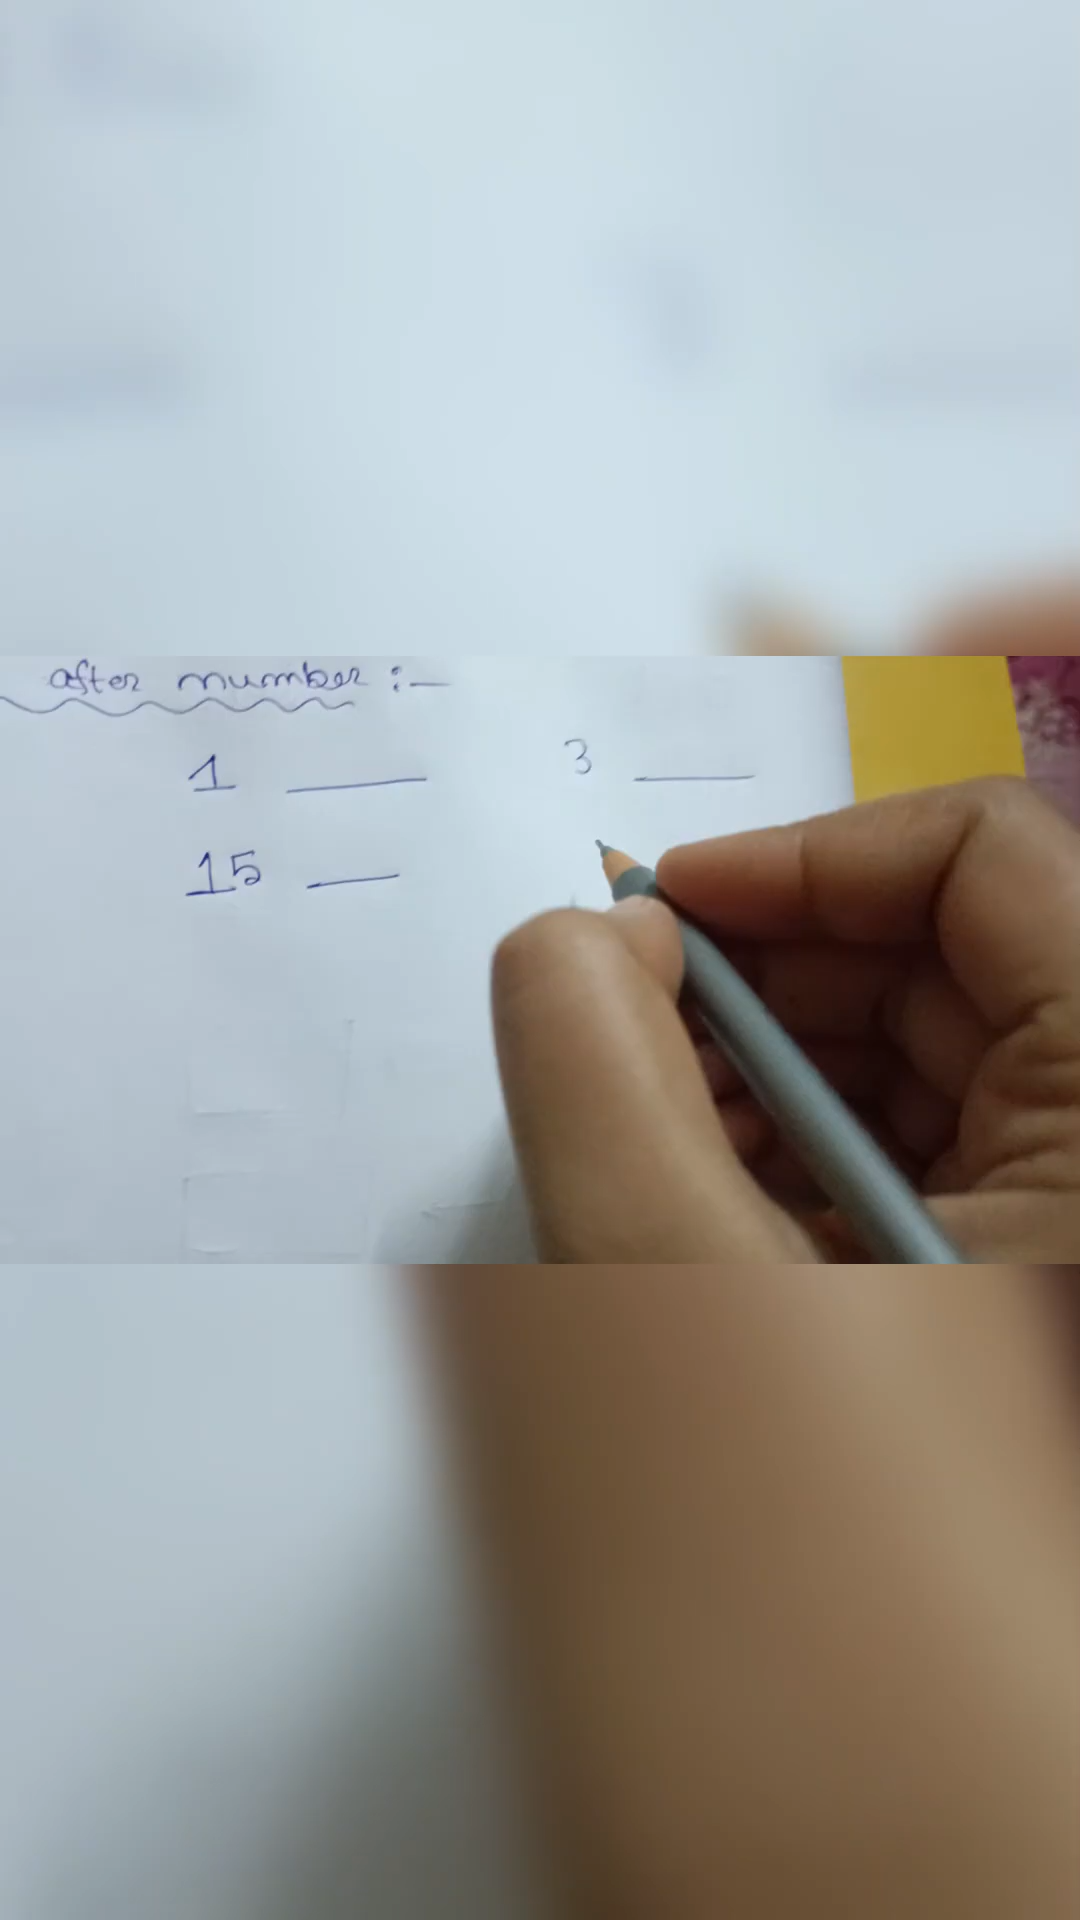 after number :-
1 ____ 3 ____
15 ____